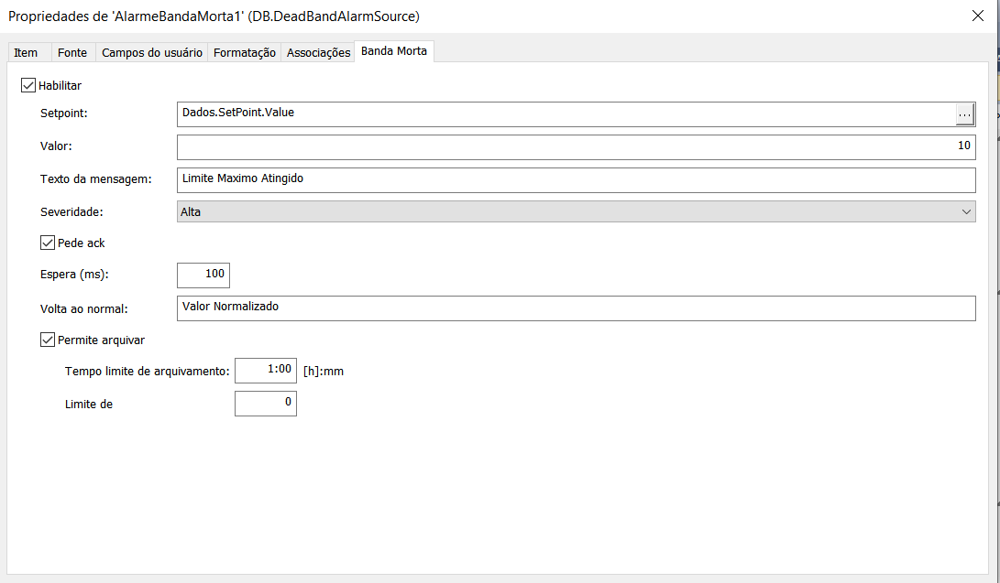 Propriedades de 'AlarmeBandaMorta1' (DB.DeadBandAlarmSource)
Item Fonte Campos do usuário Formatação Associações Banda Morta
Habilitar
Setpoint: Dados.SetPoint.Value ...
Valor: 10
Texto da mensagem: Limite Maximo Atingido
Severidade: Alta
Pede ack
Espera (ms): 100
Volta ao normal: Valor Normalizado
Permite arquivar
Tempo limite de arquivamento: 1:00 [h]:mm
Limite de 0